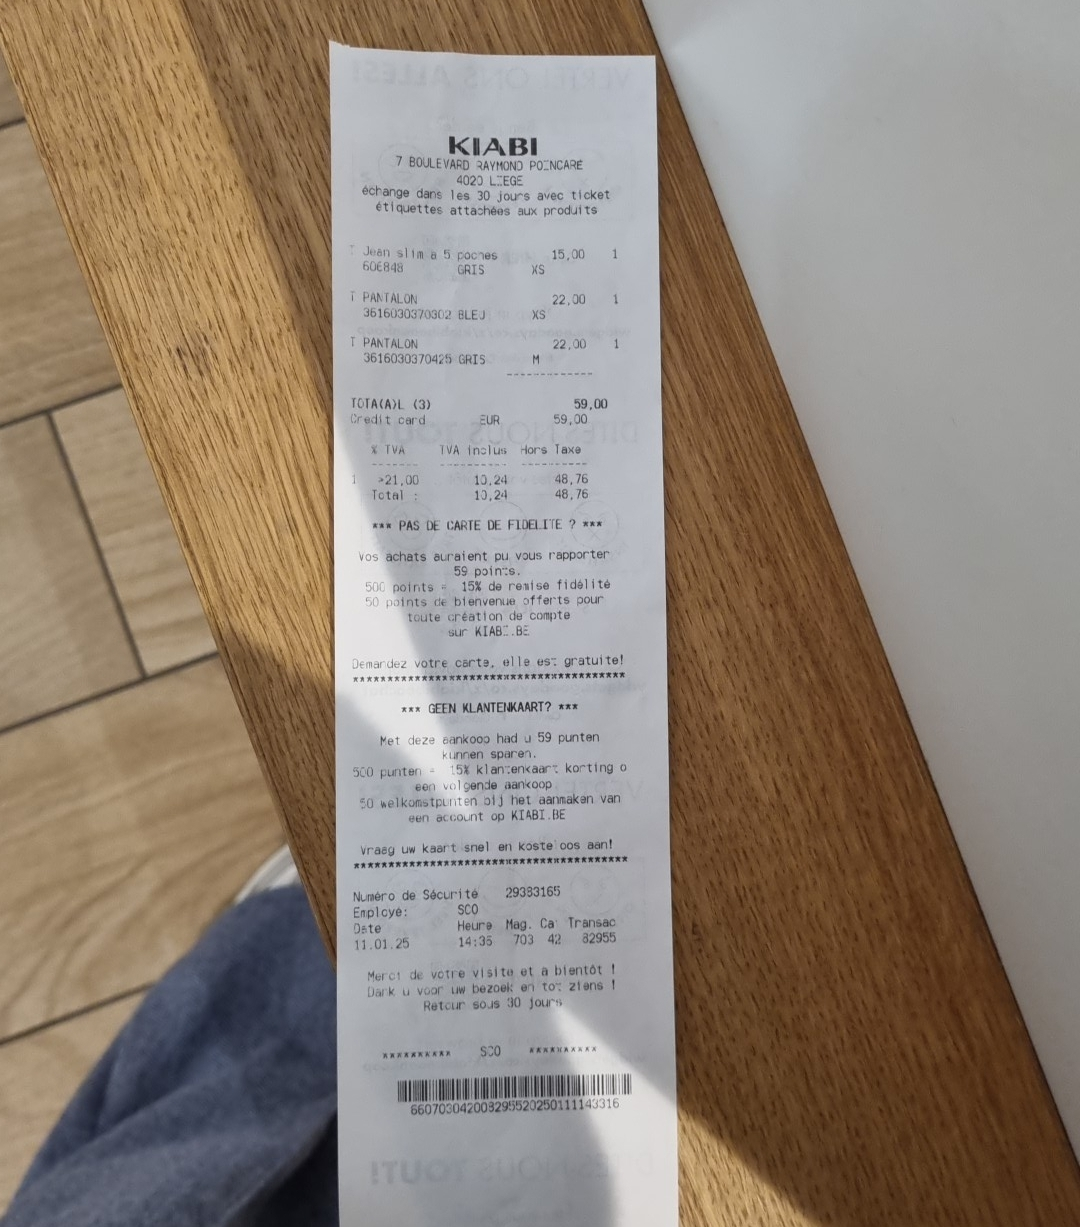 KIABI
7 BOULEVARD RAYMOND POINCARE
4020 LIEGE
échange dans les 30 jours avec ticket
étiquettes attachées aux produits
T Jean slim a 5 poches 15,00 1
60E848 GRIS XS
T PANTALON 22,00 1
3616030370302 BLEU XS
T PANTALON 22,00 1
3616030370425 GRIS M
-------------
TOTA(A)L (3) 59,00
Credit card EUR 59,00
% TVA TVA inclus Hors Taxe
------- ---------- ----------
1 >21,00 10,24 48,76
Total : 10,24 48,76
*** PAS DE CARTE DE FIDELITE ? ***
Vos achats auraient pu vous rapporter
59 points.
500 points = 15% de remise fidélité
50 points de bienvenue offerts pour
toute création de compte
sur KIABI.BE
Demandez votre carte, elle est gratuite!
****************************************
*** GEEN KLANTENKAART? ***
Met deze aankoop had u 59 punten
kunnen sparen.
500 punten = 15% klantenkaart korting o
een volgende aankoop
50 welkomstpunten bij het aanmaken van
een account op KIABI.BE
Vraag uw kaart snel en koste oos aan!
****************************************
Numéro de Sécurité 29383165
Employe: SCO
Date Heure Mag. Ca Transac
11.01.25 14:35 703 42 82955
Merci de votre visite et a bientôt !
Dank u voor uw bezoek en tot ziens !
Retour sous 30 jours
********** SCO **********